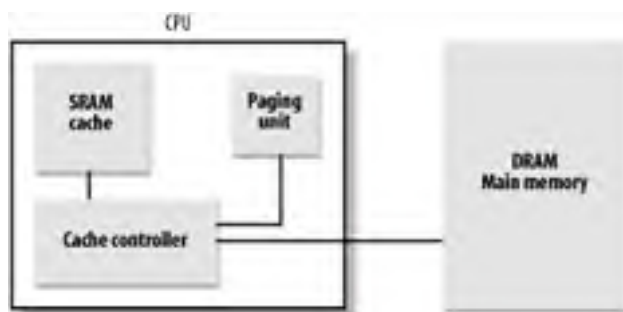 CPU
SRAM
cache
Paging
unit
DRAM
Main memory
Cache controller